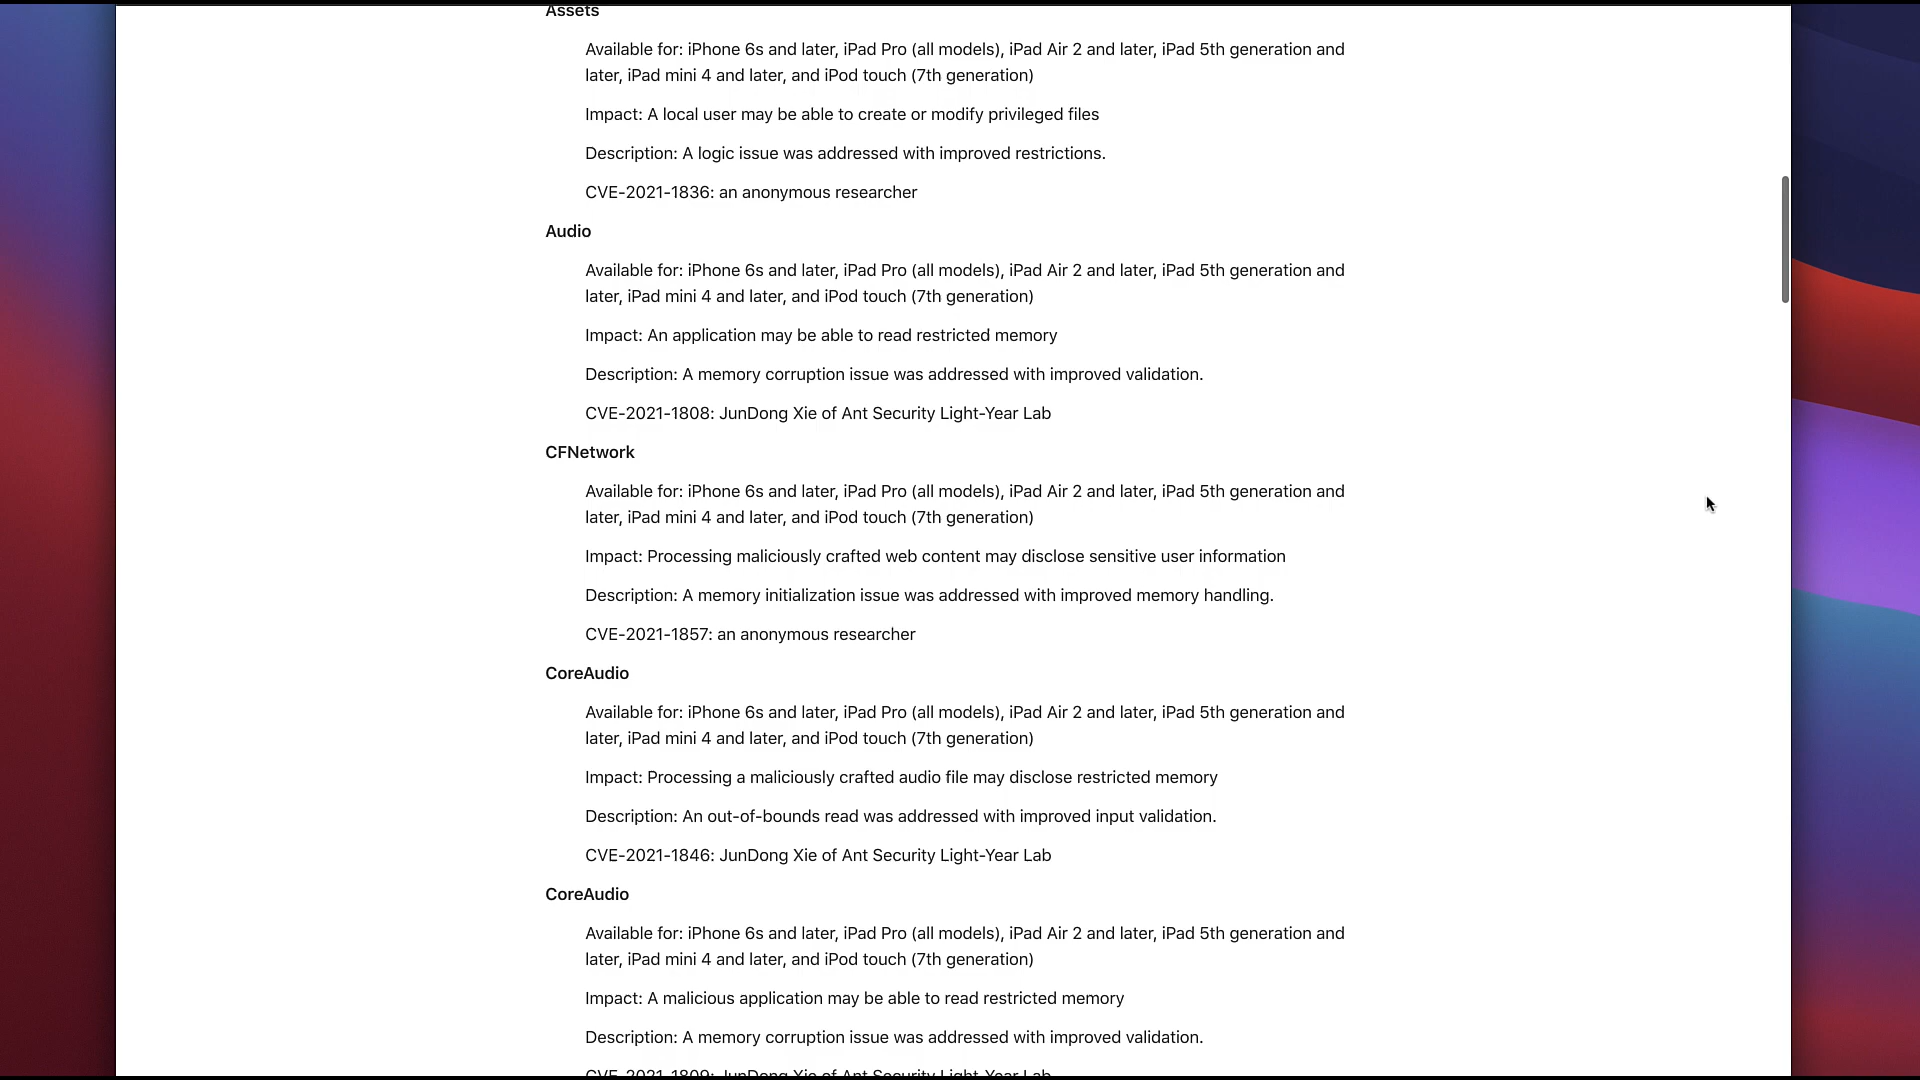 Assets
Available for: iPhone 6s and later, iPad Pro (all models), iPad Air 2 and later, iPad 5th generation and
later, iPad mini 4 and later, and iPod touch (7th generation)
Impact: A local user may be able to create or modify privileged files
Description: A logic issue was addressed with improved restrictions.
CVE-2021-1836: an anonymous researcher
Audio
Available for: iPhone 6s and later, iPad Pro (all models), iPad Air 2 and later, iPad 5th generation and
later, iPad mini 4 and later, and iPod touch (7th generation)
Impact: An application may be able to read restricted memory
Description: A memory corruption issue was addressed with improved validation.
CVE-2021-1808: JunDong Xie of Ant Security Light-Year Lab
CFNetwork
Available for: iPhone 6s and later, iPad Pro (all models), iPad Air 2 and later, iPad 5th generation and
later, iPad mini 4 and later, and iPod touch (7th generation)
Impact: Processing maliciously crafted web content may disclose sensitive user information
Description: A memory initialization issue was addressed with improved memory handling.
CVE-2021-1857: an anonymous researcher
CoreAudio
Available for: iPhone 6s and later, iPad Pro (all models), iPad Air 2 and later, iPad 5th generation and
later, iPad mini 4 and later, and iPod touch (7th generation)
Impact: Processing a maliciously crafted audio file may disclose restricted memory
Description: An out-of-bounds read was addressed with improved input validation.
CVE-2021-1846: JunDong Xie of Ant Security Light-Year Lab
CoreAudio
Available for: iPhone 6s and later, iPad Pro (all models), iPad Air 2 and later, iPad 5th generation and
later, iPad mini 4 and later, and iPod touch (7th generation)
Impact: A malicious application may be able to read restricted memory
Description: A memory corruption issue was addressed with improved validation.
CVE-2021-1809: JunDong Xie of Ant Security Light-Year Lab